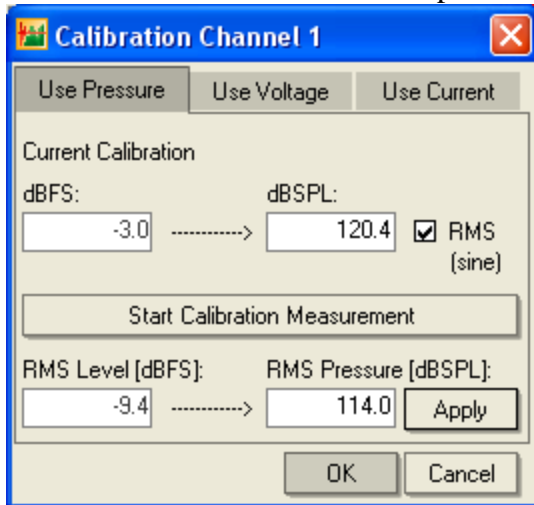 Calibration Channel 1
Use Pressure Use Voltage Use Current
Current Calibration
dBFS: dBSPL:
-3.0 ----------> 120.4 RMS
(sine)
Start Calibration Measurement
RMS Level [dBFS]: RMS Pressure [dBSPL]:
-9.4 ----------> 114.0 Apply
OK Cancel